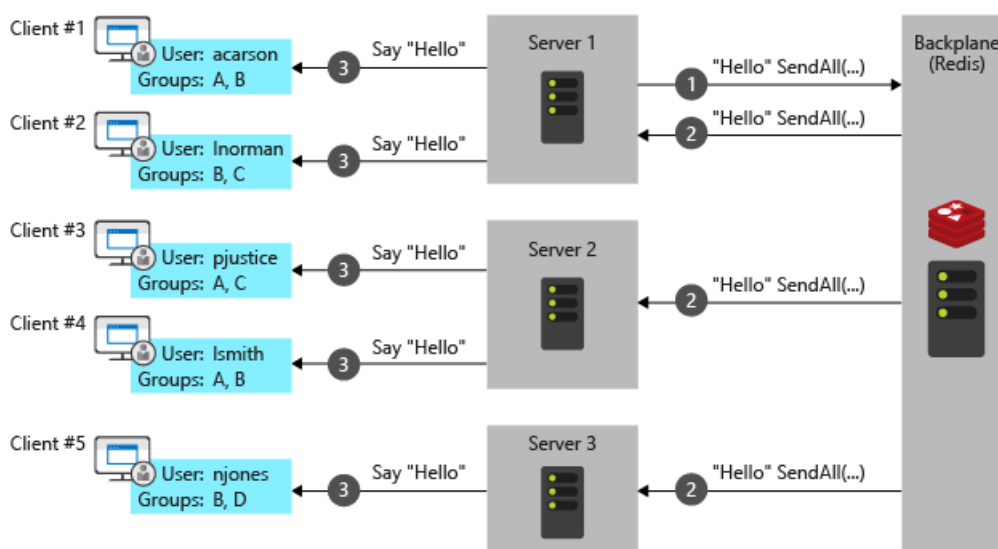 Client #1
User: acarson
Groups: A, B
3
Say "Hello"
Server 1
1
"Hello" SendAll(...)
Backplane
(Redis)
Client #2
User: lnorman
Groups: B, C
3
Say "Hello"
2
"Hello" SendAll(...)
Client #3
User: pjustice
Groups: A, C
3
Say "Hello"
Server 2
2
"Hello" SendAll(...)
Client #4
User: lsmith
Groups: A, B
3
Say "Hello"
Client #5
User: njones
Groups: B, D
3
Say "Hello"
Server 3
2
"Hello" SendAll(...)